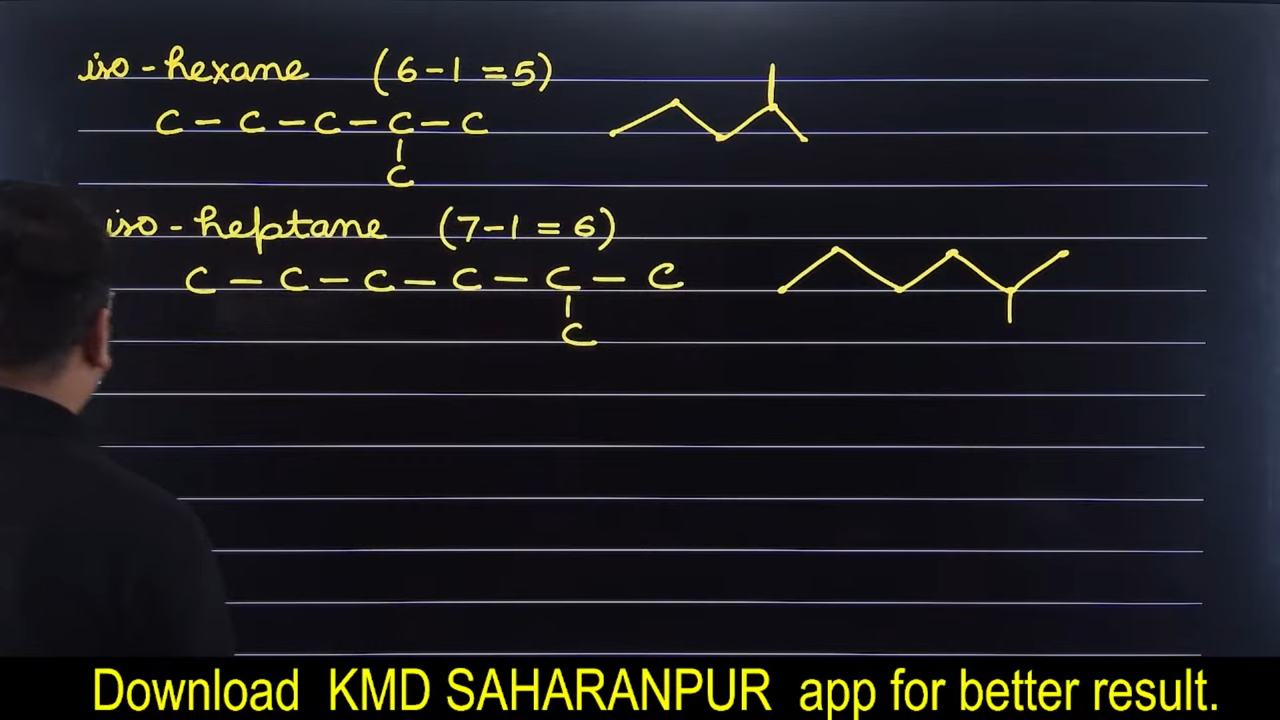 iso-hexane (6-1=5)
C - C - C - C - C
C
iso-heptane (7-1=6)
C - C - C - C - C - C
C
Download KMD SAHARANPUR app for better result.